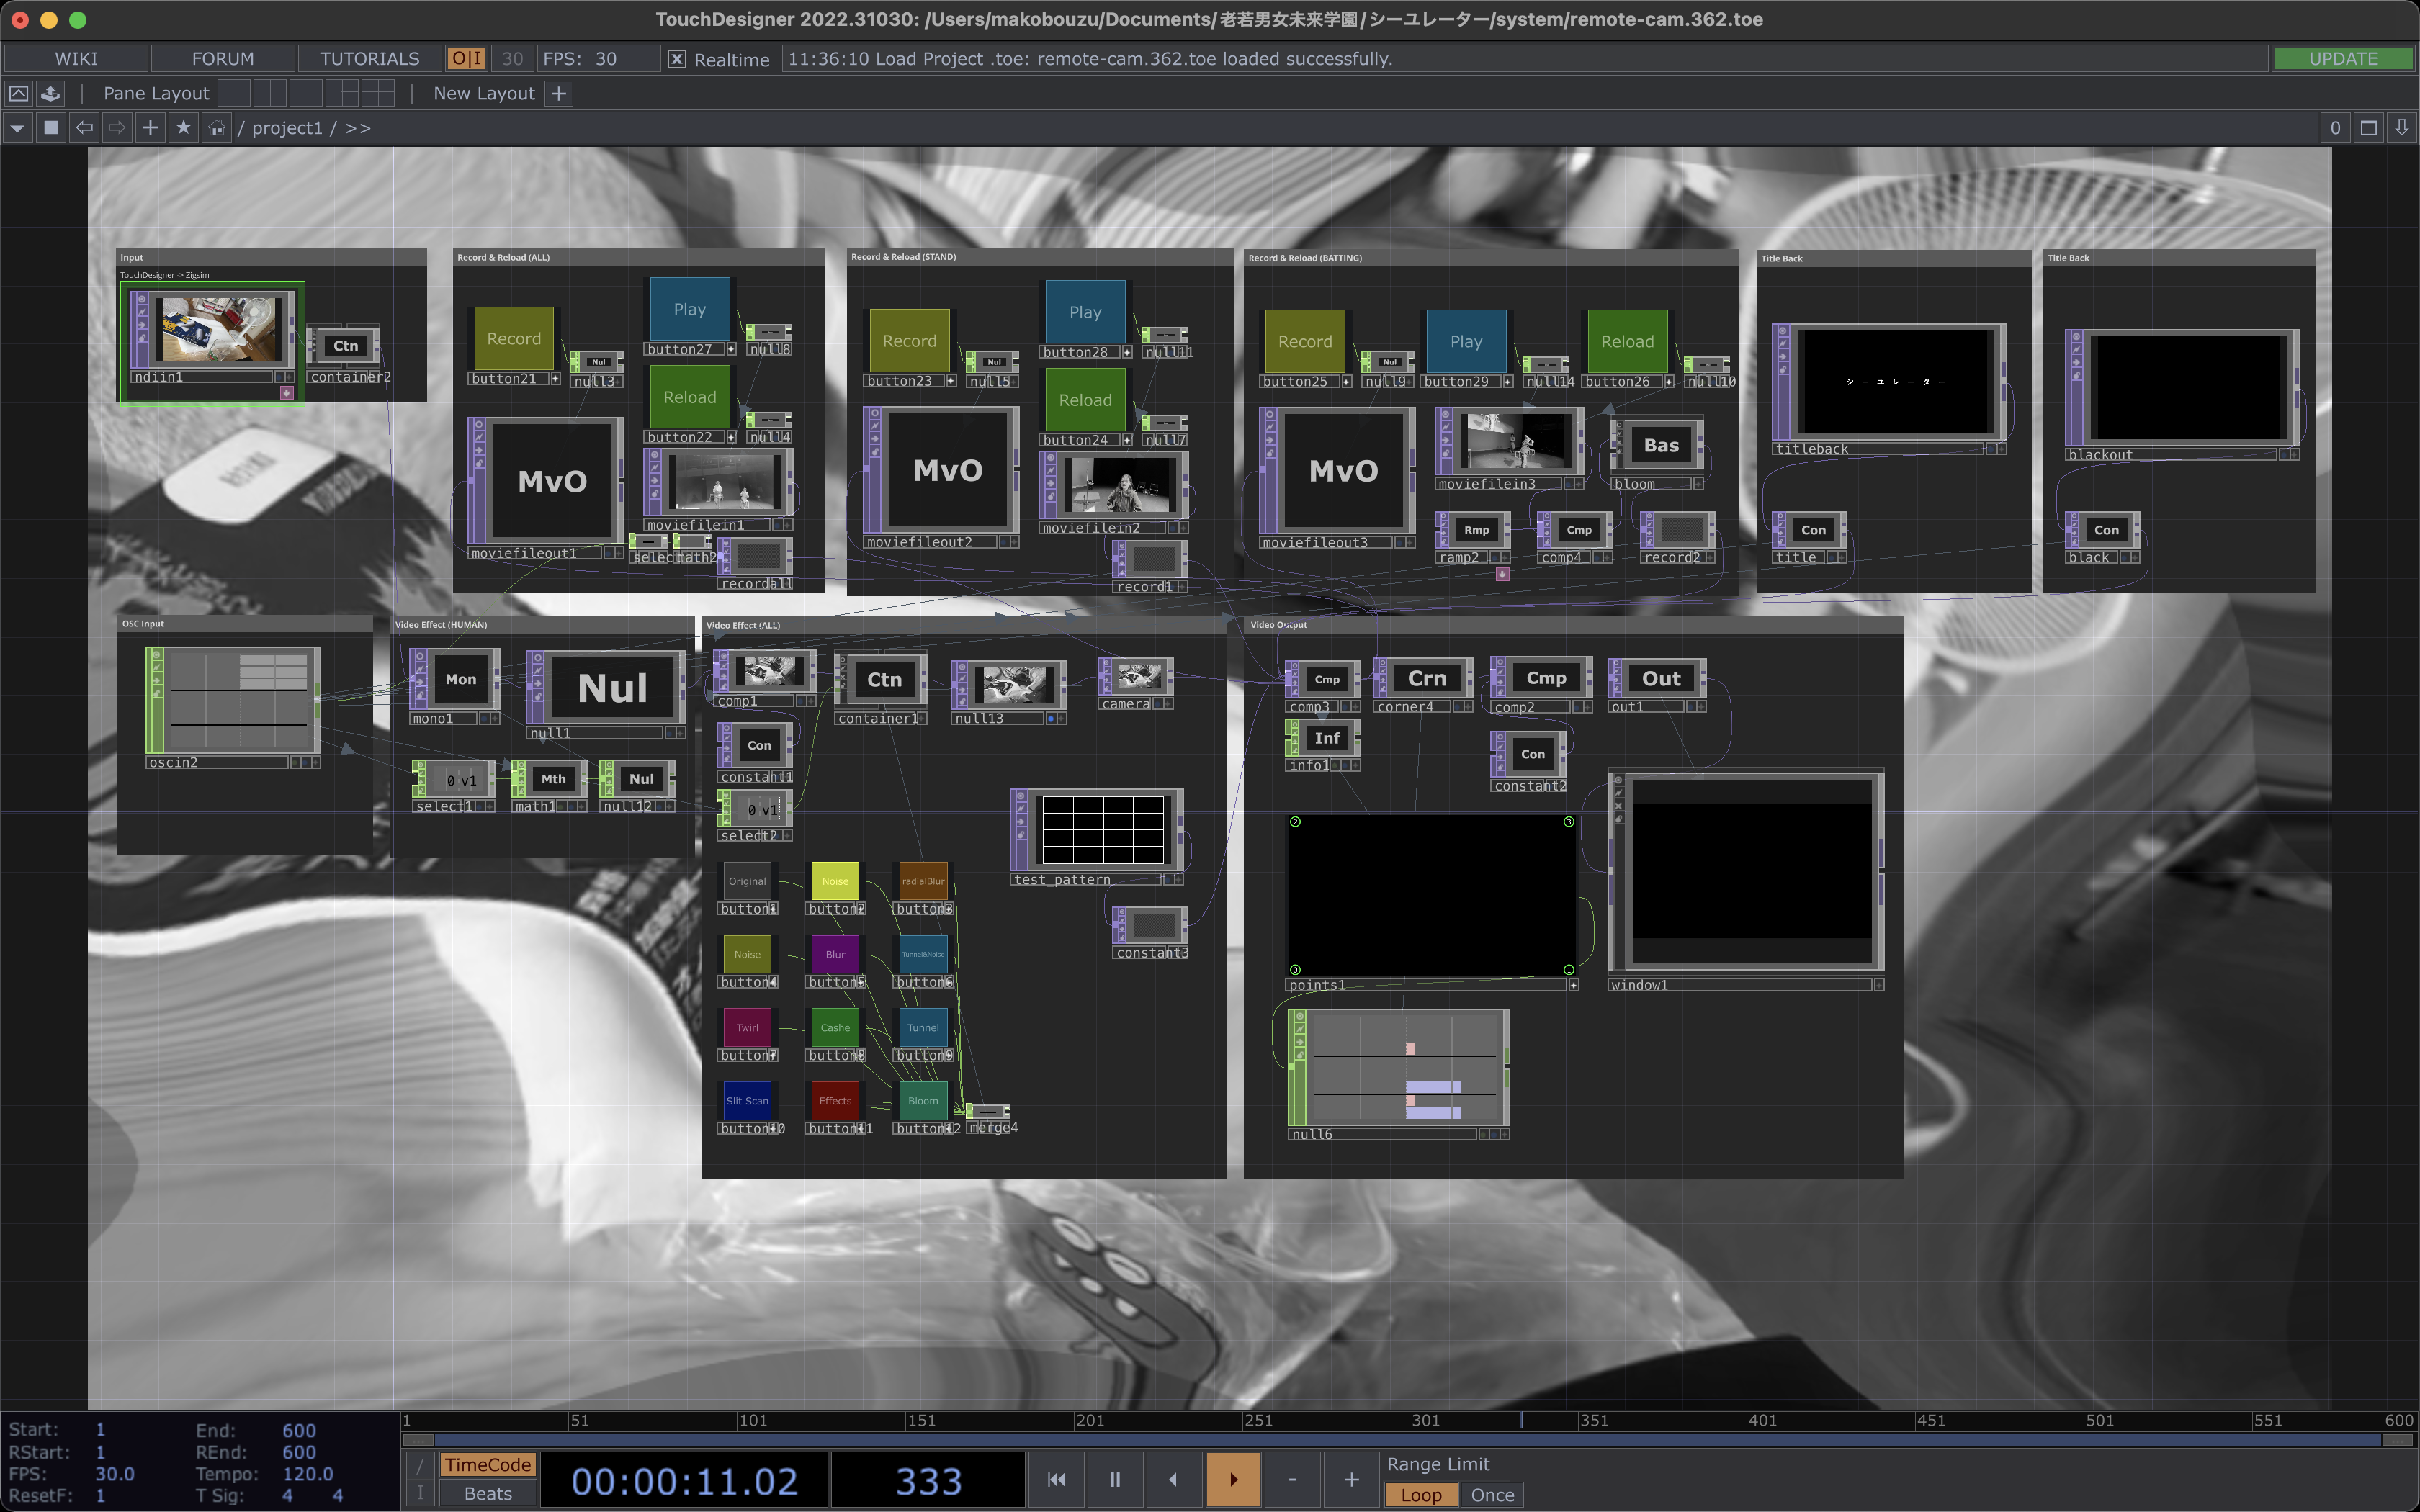 TouchDesigner 2022.31030: /Users/makobouzu/Documents/老若男女未来学園/シーユレーター/system/remote-cam.362.toe
WIKI FORUM TUTORIALS O|I 30 FPS: 30 X Realtime 11:36:10 Load Project .toe: remote-cam.362.toe loaded successfully. UPDATE
Pane Layout New Layout +
/ project1 / >> 0
Input
TouchDesigner -> Zigsim
Ctn
ndiin1 container2
Record & Reload (ALL)
Record
Play
button27 null8
Nul
button21 null3
Reload
button22 null4
MvO
moviefilein1
moviefileout1
recordall
Record & Reload (STAND)
Record
Play
button28 null11
Nul
button23 null5
Reload
button24 null7
MvO
moviefilein2
moviefileout2
record1
Record & Reload (BATTING)
Record Play Reload
Nul
button25 null9 button29 null14 button26 null10
MvO
Bas
moviefilein3 bloom
Rmp Cmp
moviefileout3 ramp2 comp4 record2
Title Back
シーユレーター
titleback
Con
title
Title Back
blackout
Con
black
OSC Input
oscin2
Video Effect (HUMAN)
Mon Nul
mono1 null1
0 v1 Mth Nul
select1 math1 null12
Video Effect (ALL)
Ctn
comp1 container1 null13 camera
Con
constant1
0 v1
select2
test_pattern
constant3
Original Noise radialBlur
button1 button2 button3
Noise Blur Tunnel&Noise
button4 button5 button6
Twirl Cashe Tunnel
button7 button8 button9
Slit Scan Effects Bloom
button10 button11 button12 merge4
Video Output
Cmp Crn Cmp Out
comp3 corner4 comp2 out1
Inf Con
info1 constant2
2 3
0 1
points1 window1
null6
1 51 101 151 201 251 301 351 401 451 501 551 600
Start: 1 End: 600
RStart: 1 REnd: 600
FPS: 30.0 Tempo: 120.0
ResetF: 1 T Sig: 4 4
/ TimeCode
I Beats
00:00:11.02 333 - +
Range Limit
Loop Once